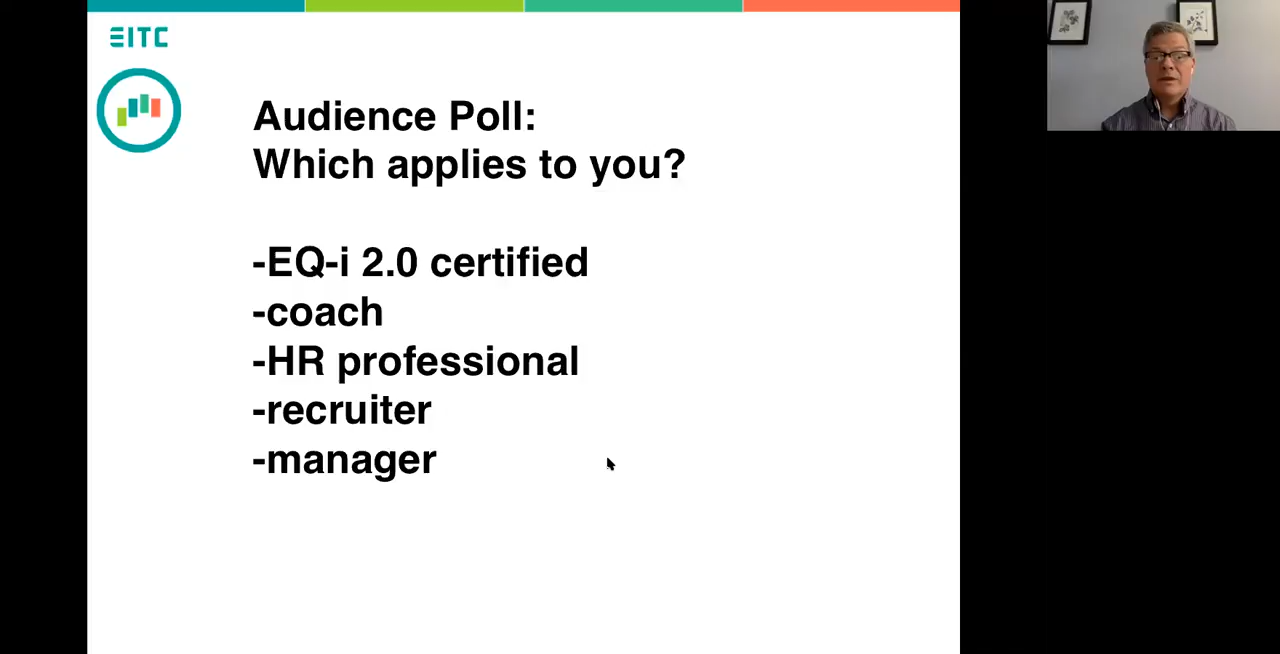 EITC
Audience Poll:
Which applies to you?
-EQ-i 2.0 certified
-coach
-HR professional
-recruiter
-manager